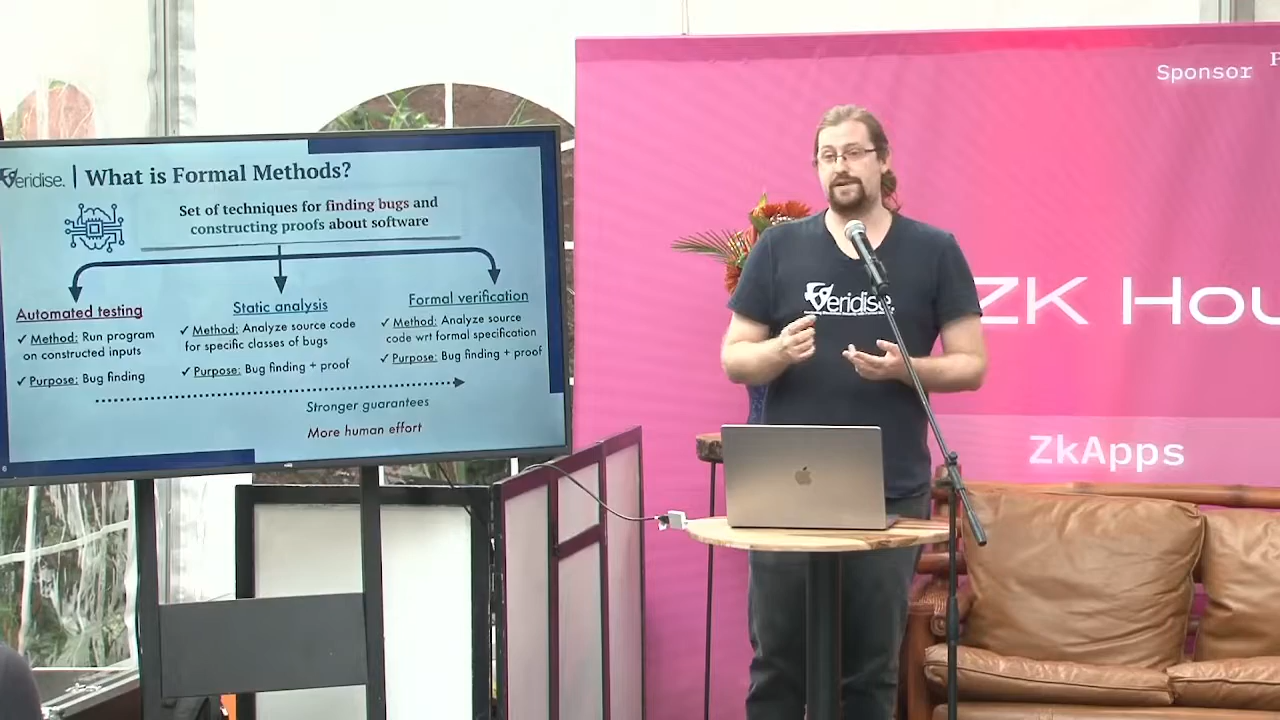 Veridise. | What is Formal Methods?
Set of techniques for finding bugs and
constructing proofs about software
Automated testing
✓ Method: Run program
on constructed inputs
✓ Purpose: Bug finding
Static analysis
✓ Method: Analyze source code
for specific classes of bugs
✓ Purpose: Bug finding + proof
Formal verification
✓ Method: Analyze source
code wrt formal specification
✓ Purpose: Bug finding + proof
Stronger guarantees
More human effort
6
Veridise.
Sponsor
P
ZK Hou
ZkApps